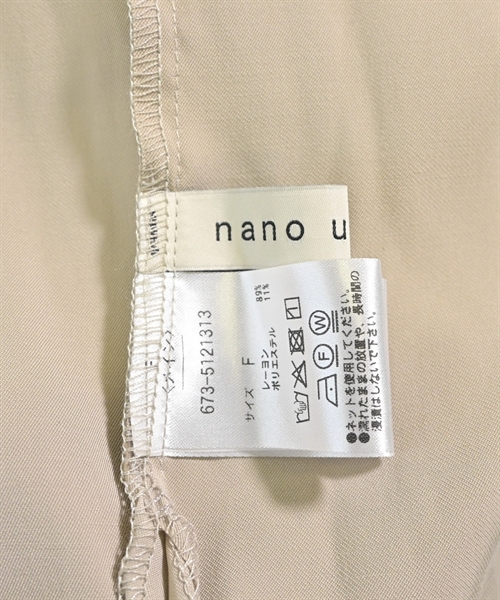 nano u
673-5121313
サイズ F
レーヨン 89%
ポリエステル 11%
●ネットを使用してください。
●濡れたままの放置や、長時間の
浸漬はしないで下さい。